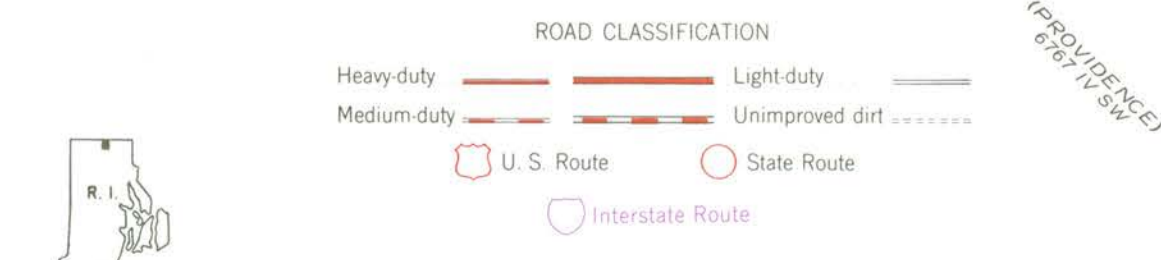 ROAD CLASSIFICATION
(PROVIDENCE)
6767 IV SW
Heavy-duty
Light-duty
Medium-duty
Unimproved dirt
U. S. Route
State Route
R. I.
Interstate Route